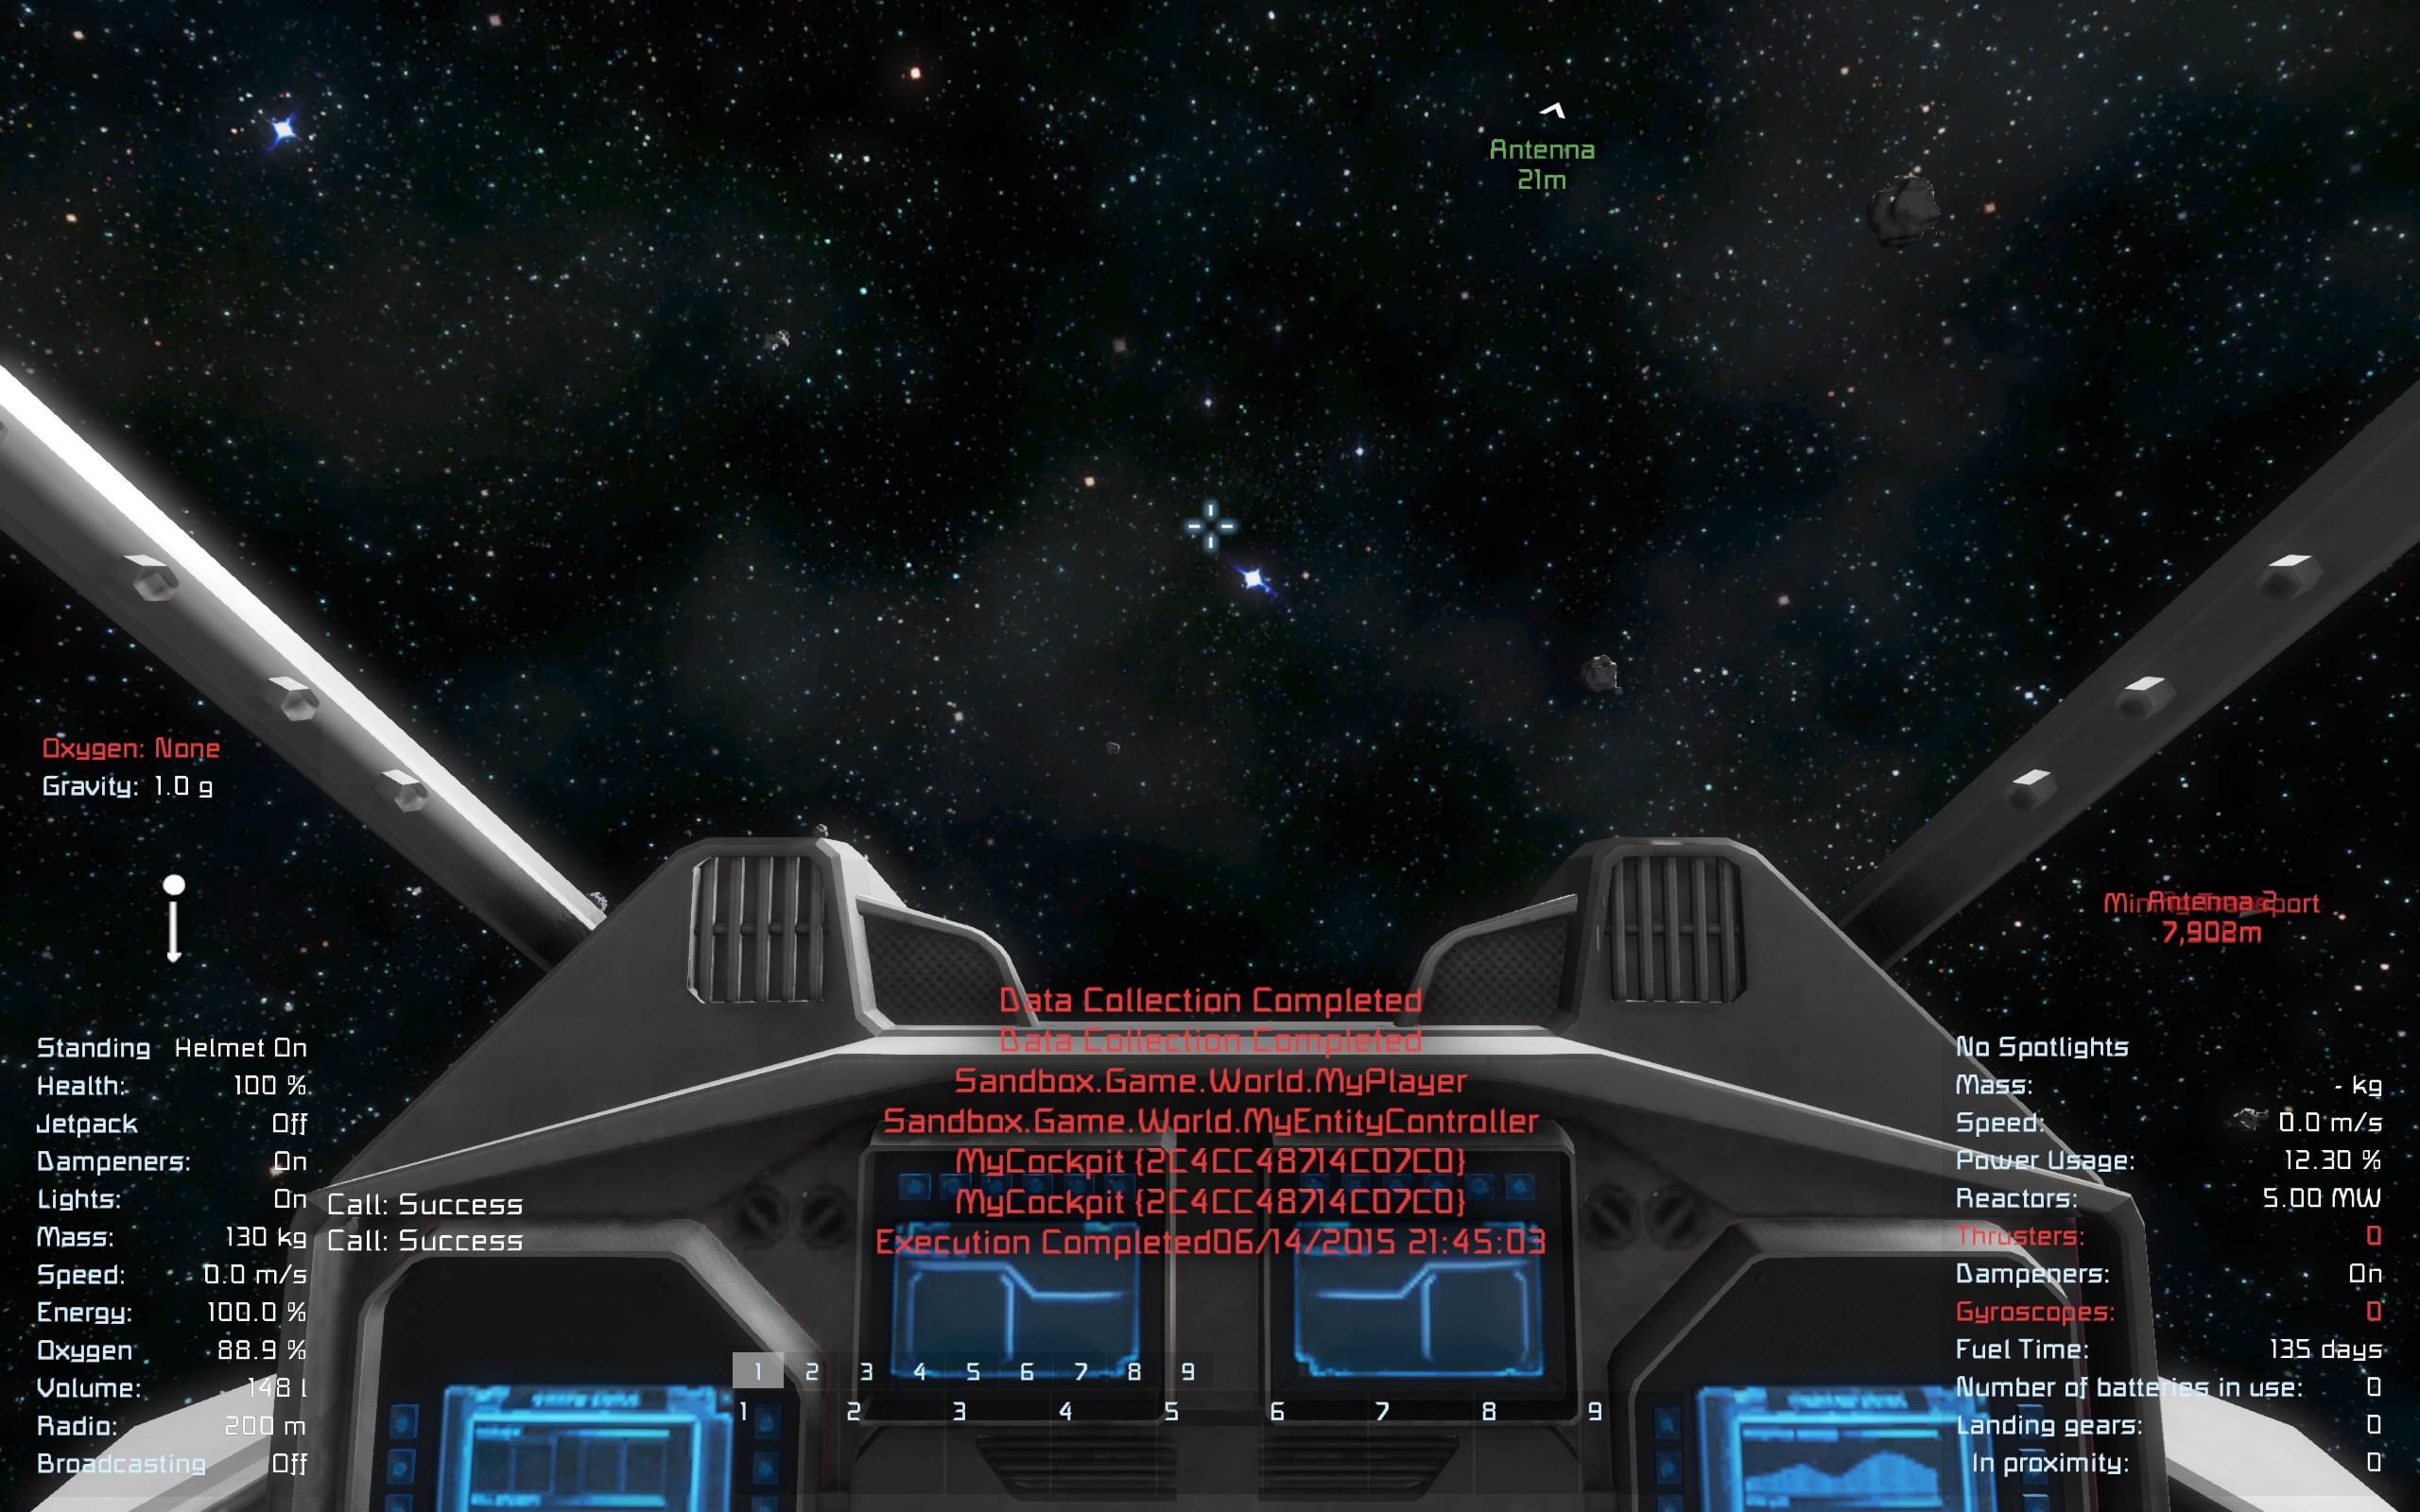 Antenna
21m
Oxygen: None
Gravity: 1.0 g
7,902m
Data Collection Completed
Data Collection Completed
Sandbox.Game.World.MyPlayer
Sandbox.Game.World.MyEntityController
MyCockpit {2C4CC48714C07C0}
MyCockpit {2C4CC48714C07C0}
Execution Completed06/14/2015 21:45:03
Standing Helmet On
Health: 100 %
Jetpack Off
Dampeners: On
Lights: On
Mass: 130 kg
Speed: 0.0 m/s
Energy: 100.0 %
Oxygen 88.9 %
Volume: 148 l
Radio: 200 m
Broadcasting Off
Call: Success
Call: Success
1 2 3 4 5 6 7 8 9
1 2 3 4 5 6 7 8 9
No Spotlights
Mass: - kg
Speed: 0.0 m/s
Power Usage: 12.30 %
Reactors: 5.00 MW
Thrusters: 0
Dampeners: On
Gyroscopes: 0
Fuel Time: 135 days
Number of batteries in use: 0
Landing gears: 0
In proximity: 0